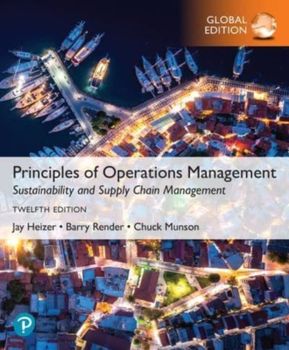 GLOBAL
EDITION
Principles of Operations Management
Sustainability and Supply Chain Management
TWELFTH EDITION
Jay Heizer • Barry Render • Chuck Munson
P